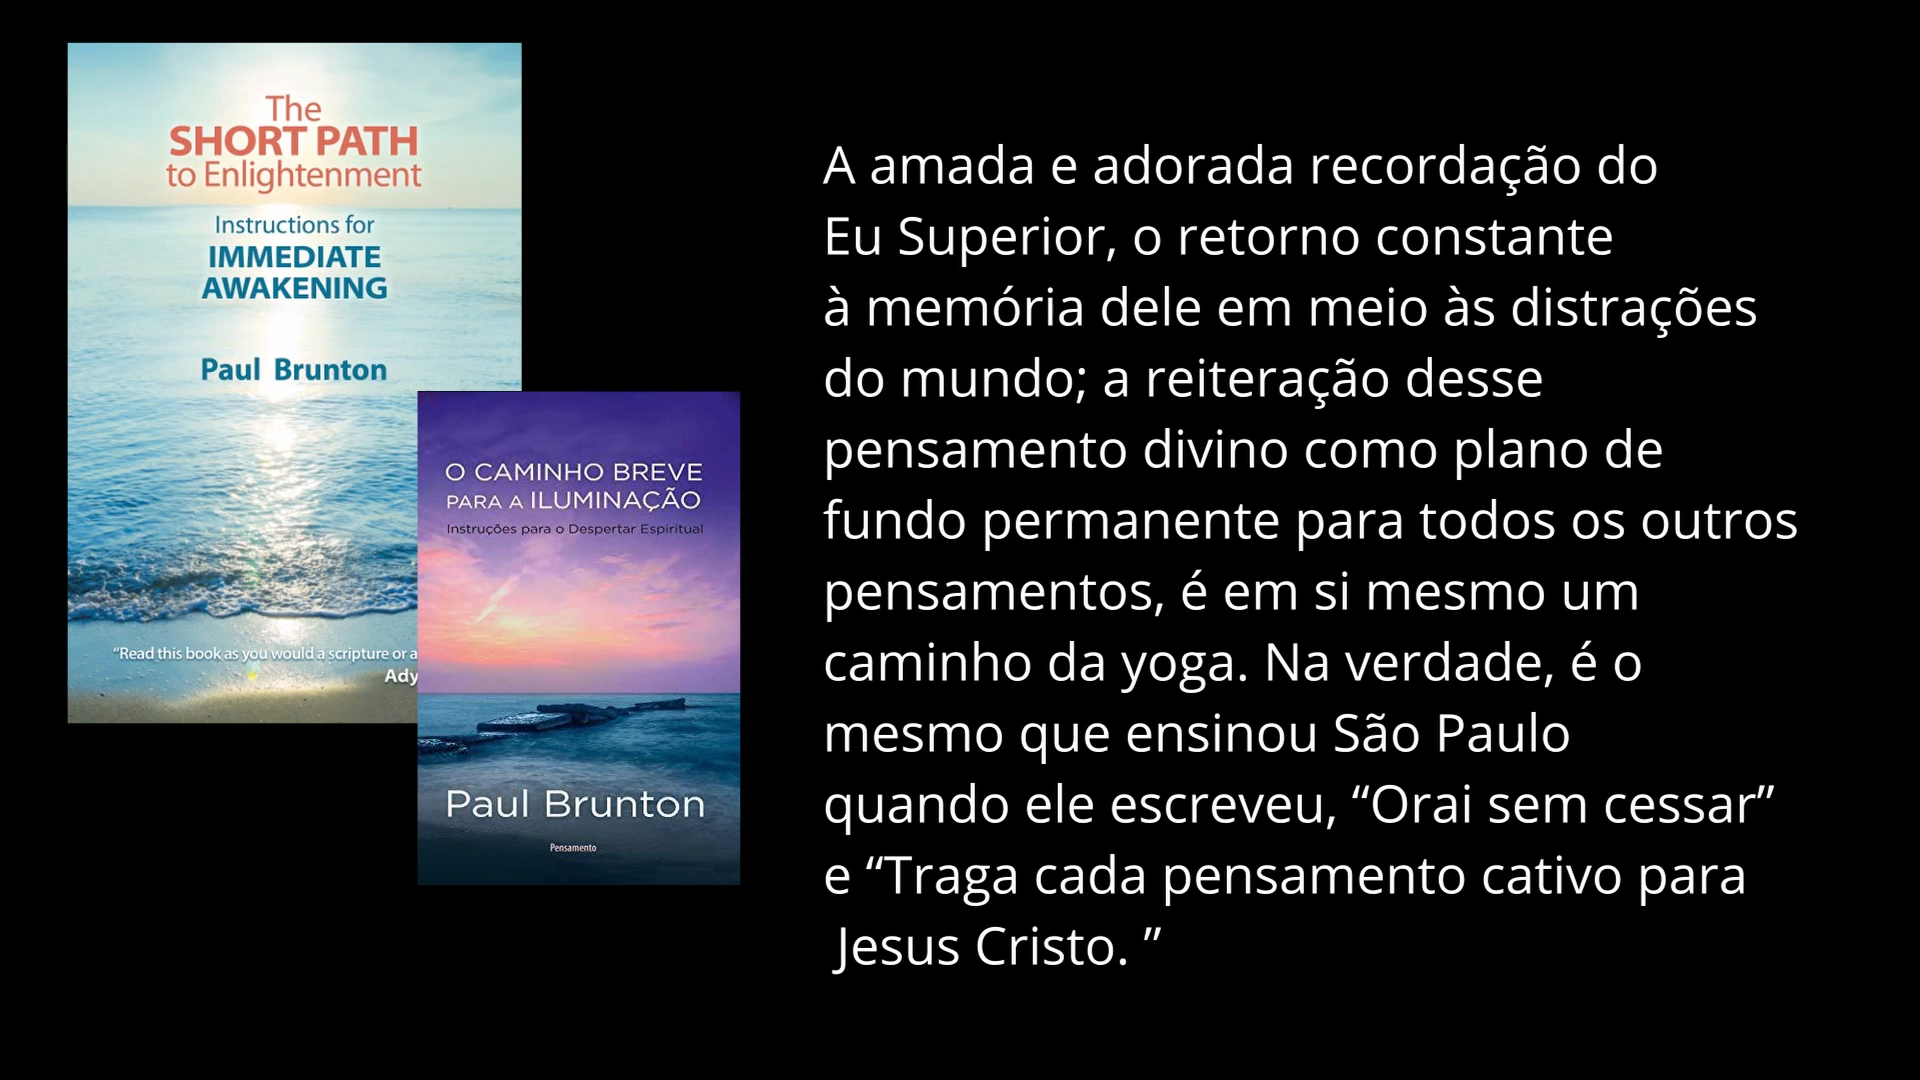 The
SHORT PATH
to Enlightenment
Instructions for
IMMEDIATE
AWAKENING
Paul Brunton
“Read this book as you would a scripture or a
O CAMINHO BREVE
PARA A ILUMINAÇÃO
Instruções para o Despertar Espiritual
Paul Brunton
Pensamento
A amada e adorada recordação do
Eu Superior, o retorno constante
à memória dele em meio às distrações
do mundo; a reiteração desse
pensamento divino como plano de
fundo permanente para todos os outros
pensamentos, é em si mesmo um
caminho da yoga. Na verdade, é o
mesmo que ensinou São Paulo
quando ele escreveu, “Orai sem cessar”
e “Traga cada pensamento cativo para
Jesus Cristo. ”